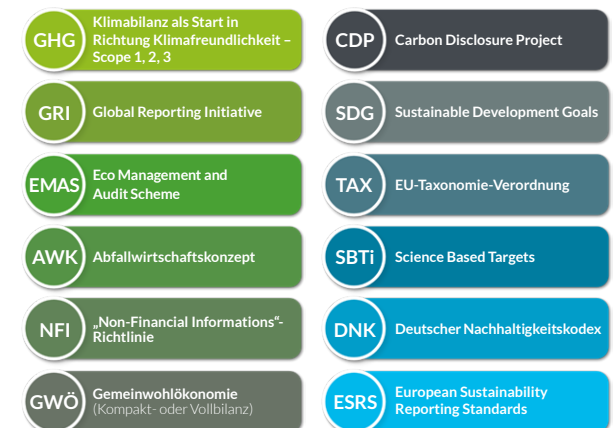 GHG
Klimabilanz als Start in
Richtung Klimafreundlichkeit –
Scope 1, 2, 3
GRI
Global Reporting Initiative
EMAS
Eco Management and
Audit Scheme
AWK
Abfallwirtschaftskonzept
NFI
„Non-Financial Informations“-
Richtlinie
GWÖ
Gemeinwohlökonomie
(Kompakt- oder Vollbilanz)
CDP
Carbon Disclosure Project
SDG
Sustainable Development Goals
TAX
EU-Taxonomie-Verordnung
SBTi
Science Based Targets
DNK
Deutscher Nachhaltigkeitskodex
ESRS
European Sustainability
Reporting Standards